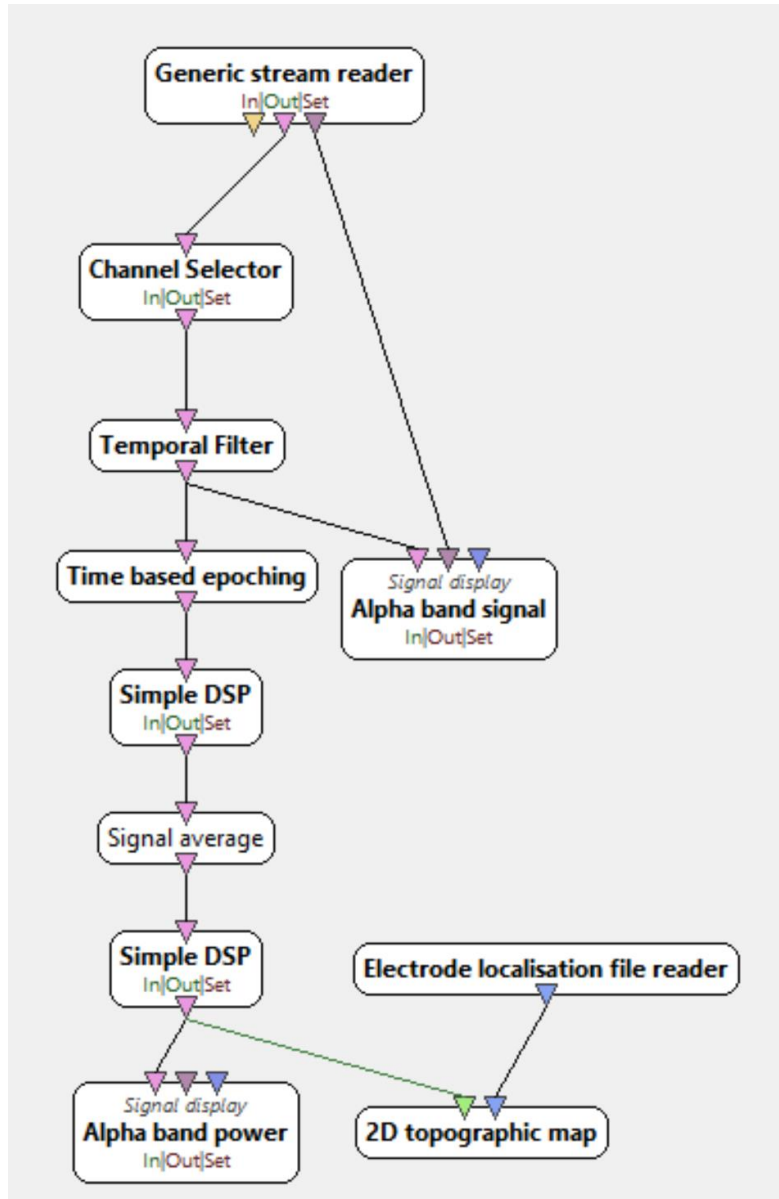 Generic stream reader
In|Out|Set
Channel Selector
In|Out|Set
Temporal Filter
Time based epoching
Signal display
Alpha band signal
In|Out|Set
Simple DSP
In|Out|Set
Signal average
Simple DSP
In|Out|Set
Electrode localisation file reader
Signal display
Alpha band power
In|Out|Set
2D topographic map